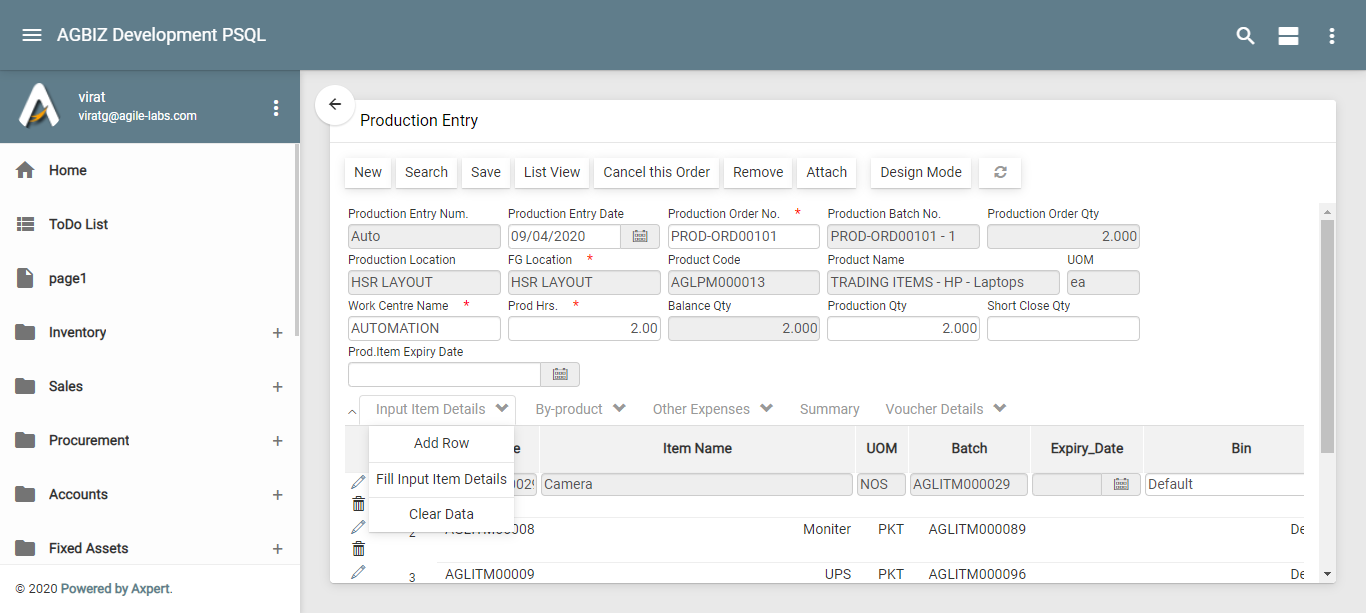 AGBIZ Development PSQL
virat
viratg@agile-labs.com
Home
ToDo List
page1
Inventory +
Sales +
Procurement +
Accounts +
Fixed Assets +
© 2020 Powered by Axpert.
Production Entry
New Search Save List View Cancel this Order Remove Attach Design Mode
Production Entry Num. Production Entry Date Production Order No. * Production Batch No. Production Order Qty
Auto 09/04/2020 PROD-ORD00101 PROD-ORD00101 - 1 2.000
Production Location FG Location * Product Code Product Name UOM
HSR LAYOUT HSR LAYOUT AGLPM000013 TRADING ITEMS - HP - Laptops ea
Work Centre Name * Prod Hrs. * Balance Qty Production Qty Short Close Qty
AUTOMATION 2.00 2.000 2.000
Prod.Item Expiry Date
Input Item Details By-product Other Expenses Summary Voucher Details
Add Row
Fill Input Item Details
Clear Data
e Item Name UOM Batch Expiry_Date Bin
029 Camera NOS AGLITM000029 Default
2 AGLITM00008 Moniter PKT AGLITM000089 De
3 AGLITM00009 UPS PKT AGLITM000096 De